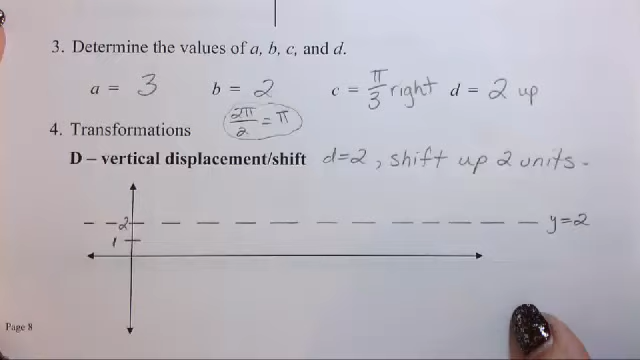 3. Determine the values of a, b, c, and d.
a = 3 b = 2 c = π/3 right d = 2 up
2π/2 = π
4. Transformations
D – vertical displacement/shift d=2, shift up 2 units.
2 y=2
1
Page 8